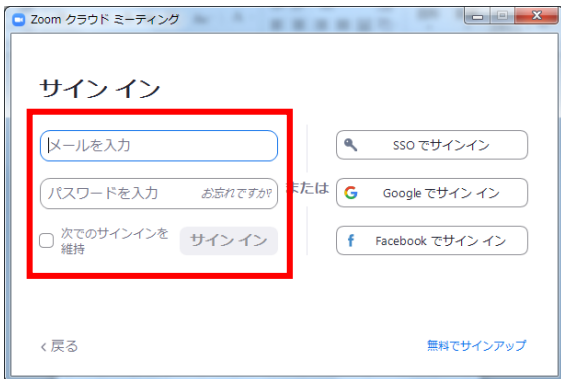 Zoom クラウド ミーティング
サイン イン
メールを入力
パスワードを入力 お忘れですか?
次でのサインインを
維持
サイン イン
または
SSO でサインイン
Google でサイン イン
Facebook でサイン イン
< 戻る
無料でサインアップ